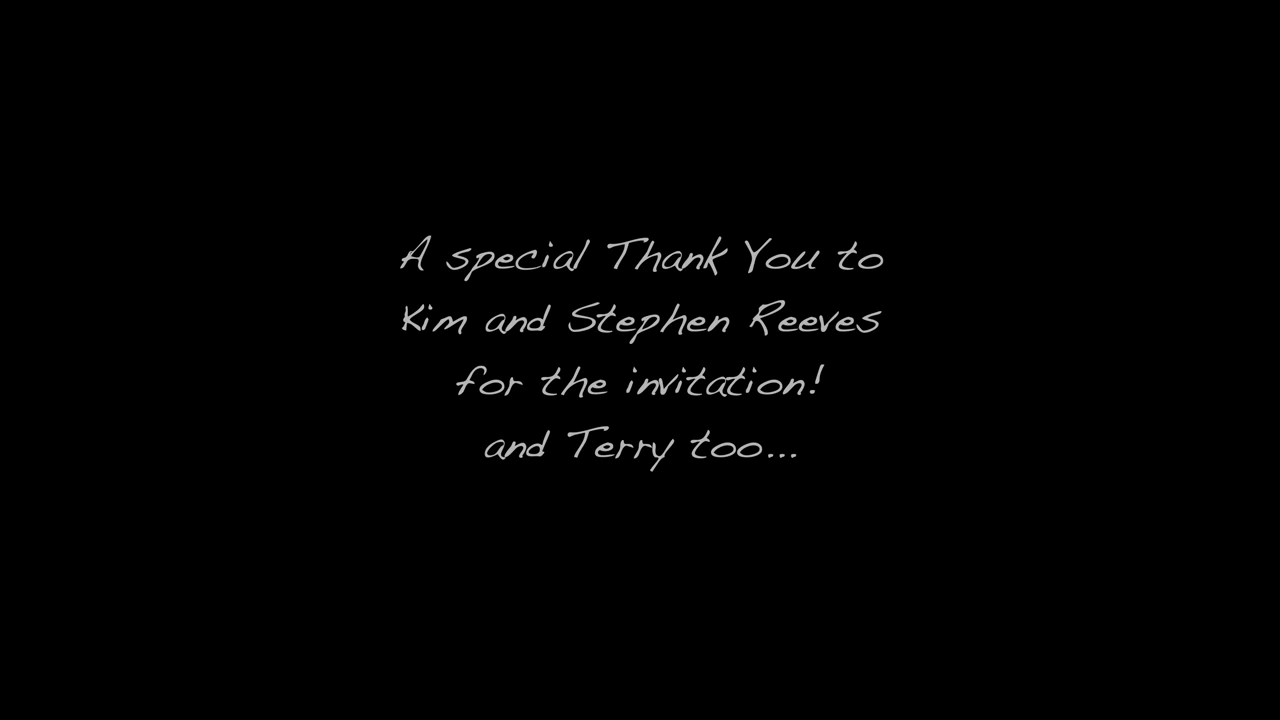 A special Thank You to
Kim and Stephen Reeves
for the invitation!
and Terry too...